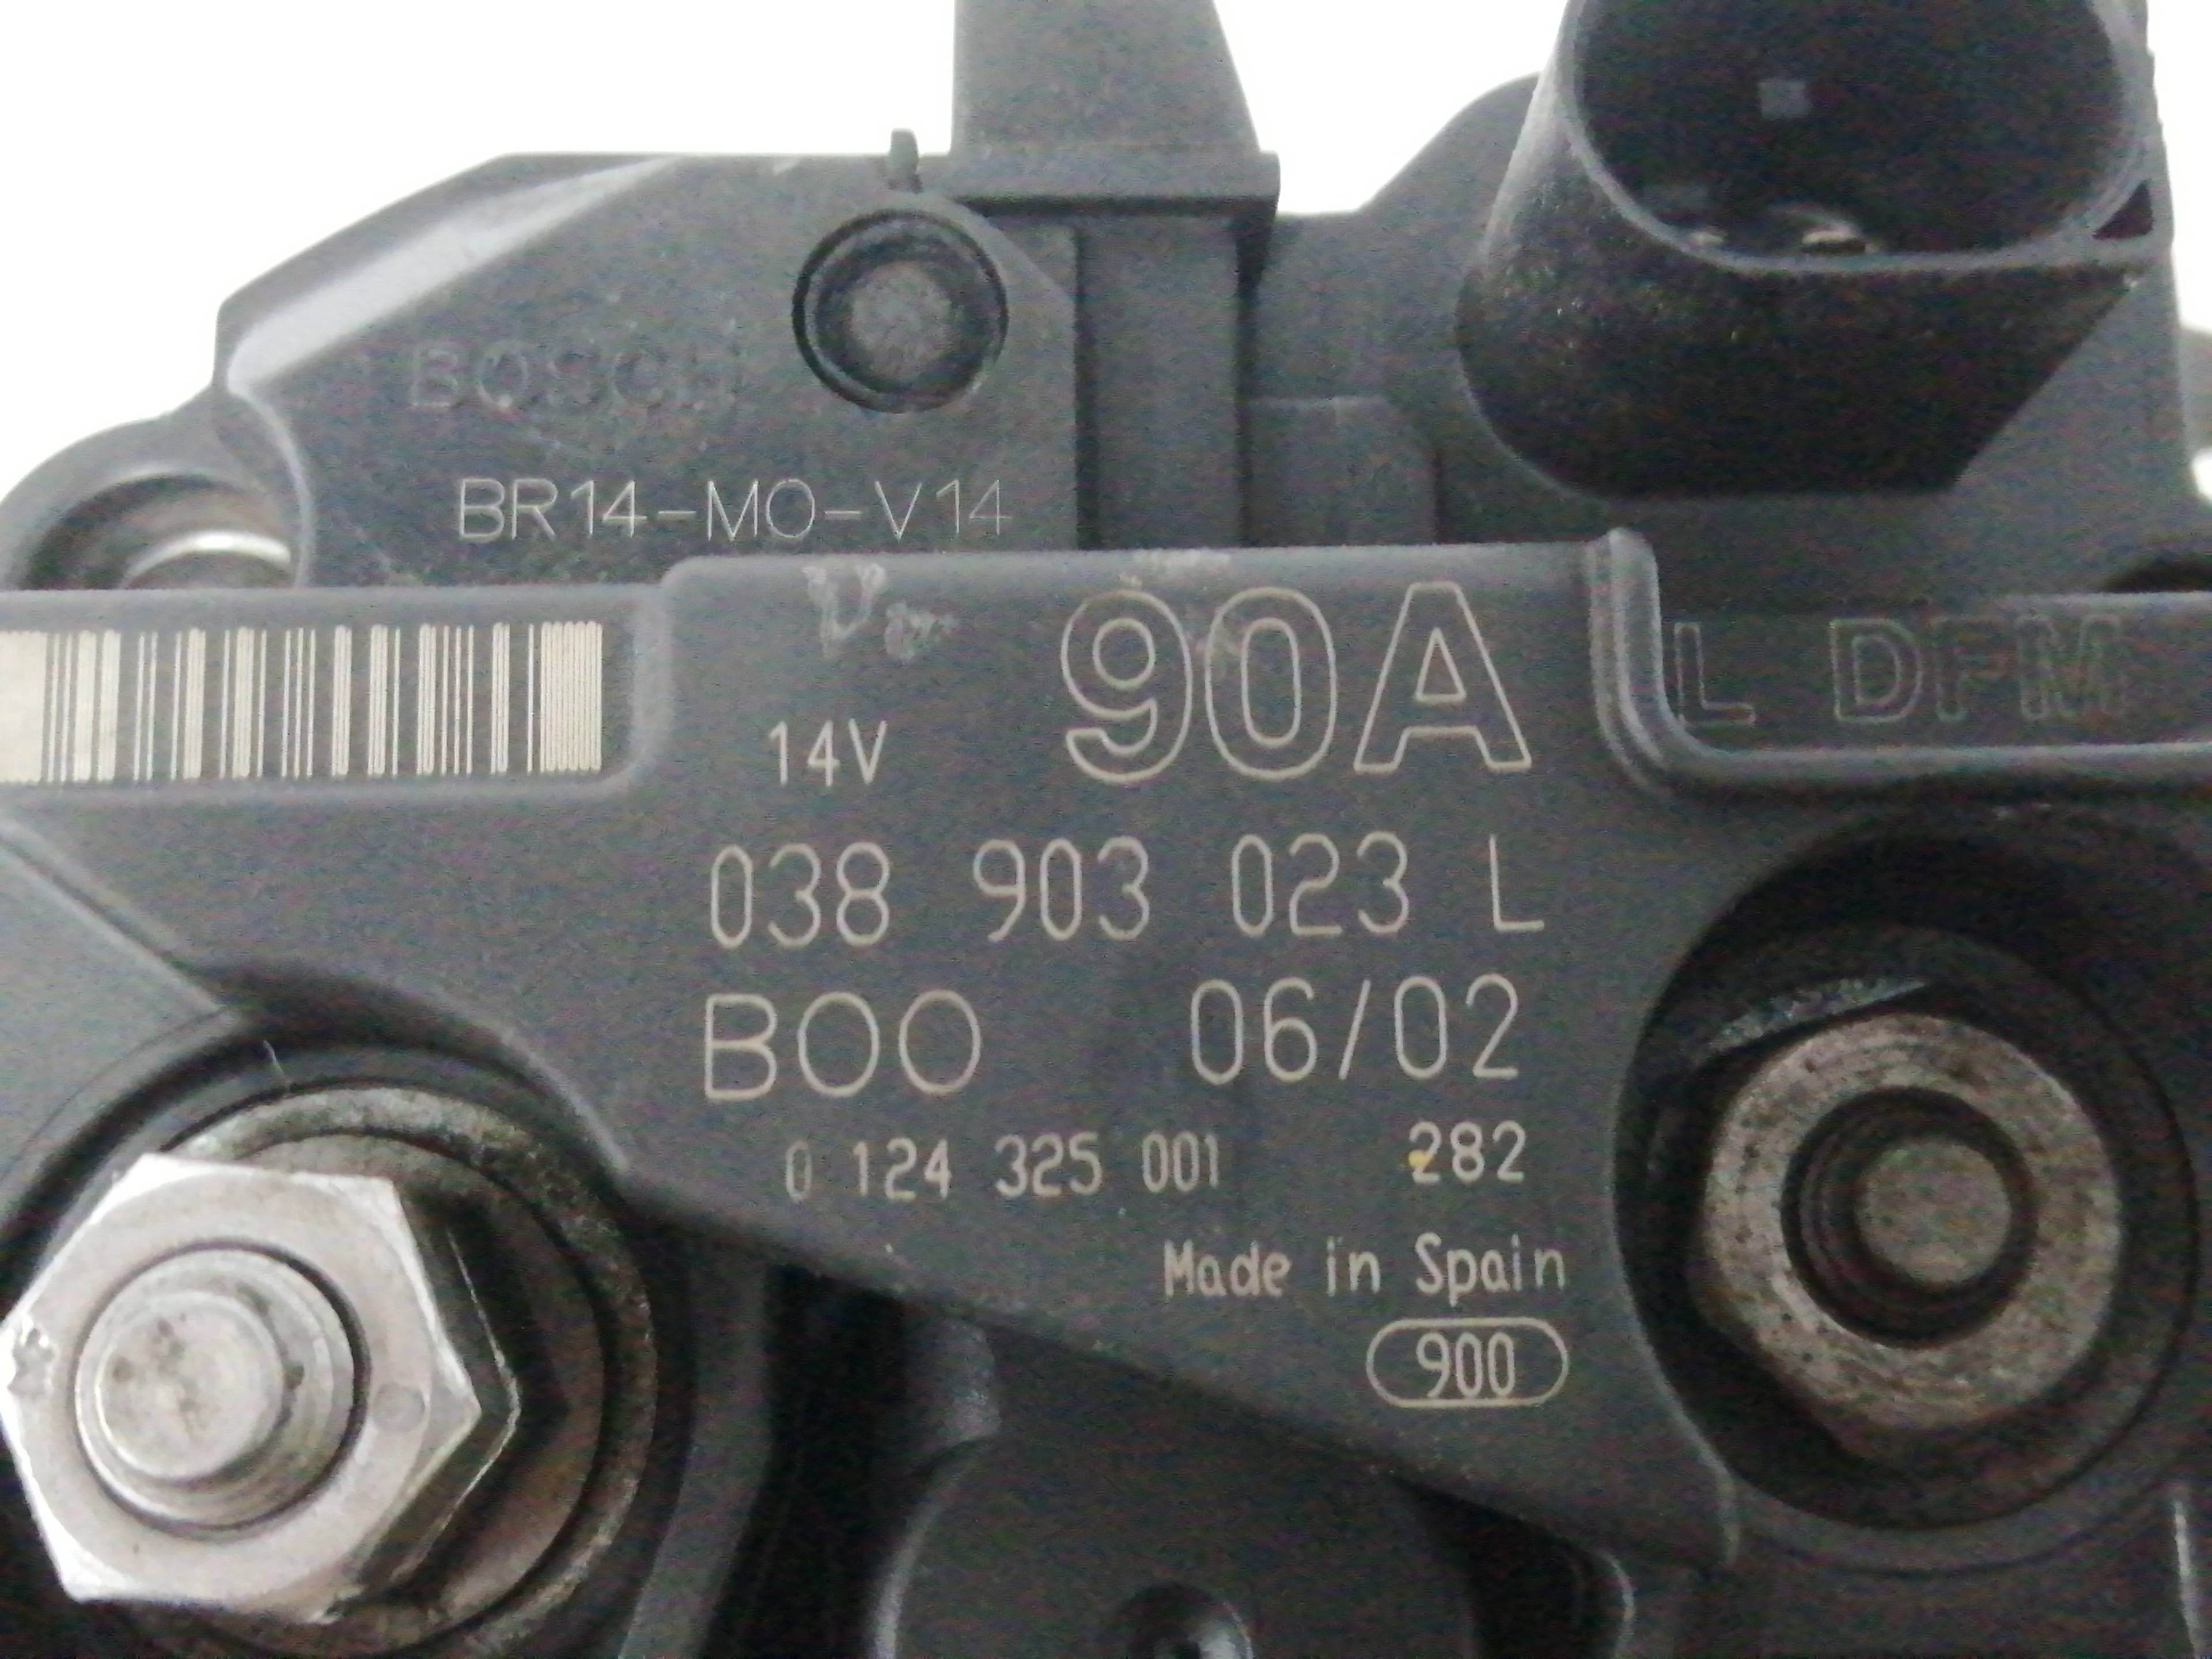 BOSCH
BR14-MO-V14
14V 90A
L DFM
038 903 023 L
BOO 06/02
0 124 325 001 282
Made in Spain
900